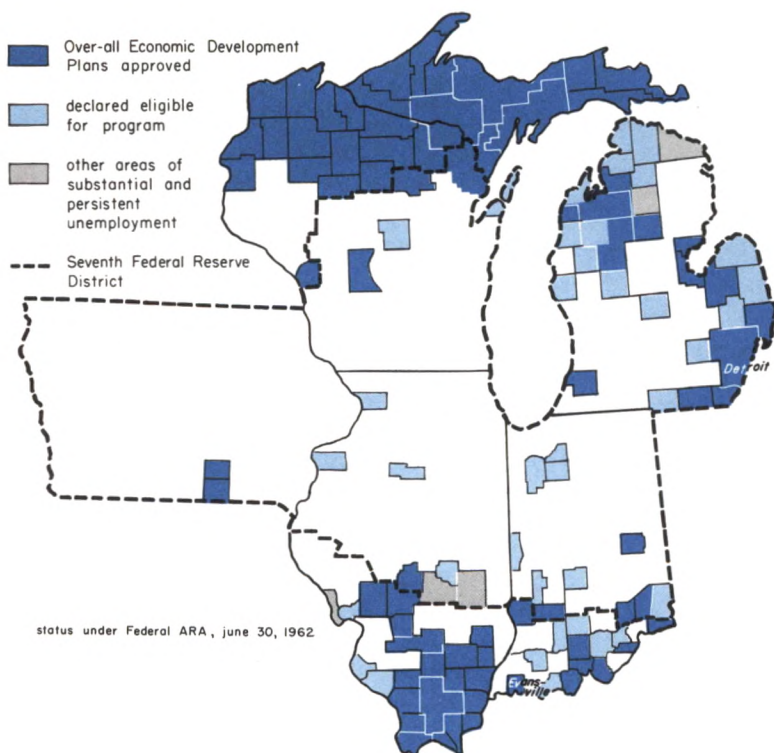 Over-all Economic Development
Plans approved
declared eligible
for program
other areas of
substantial and
persistent
unemployment
Seventh Federal Reserve
District
Detroit
status under Federal ARA, june 30, 1962
Evans-
ville